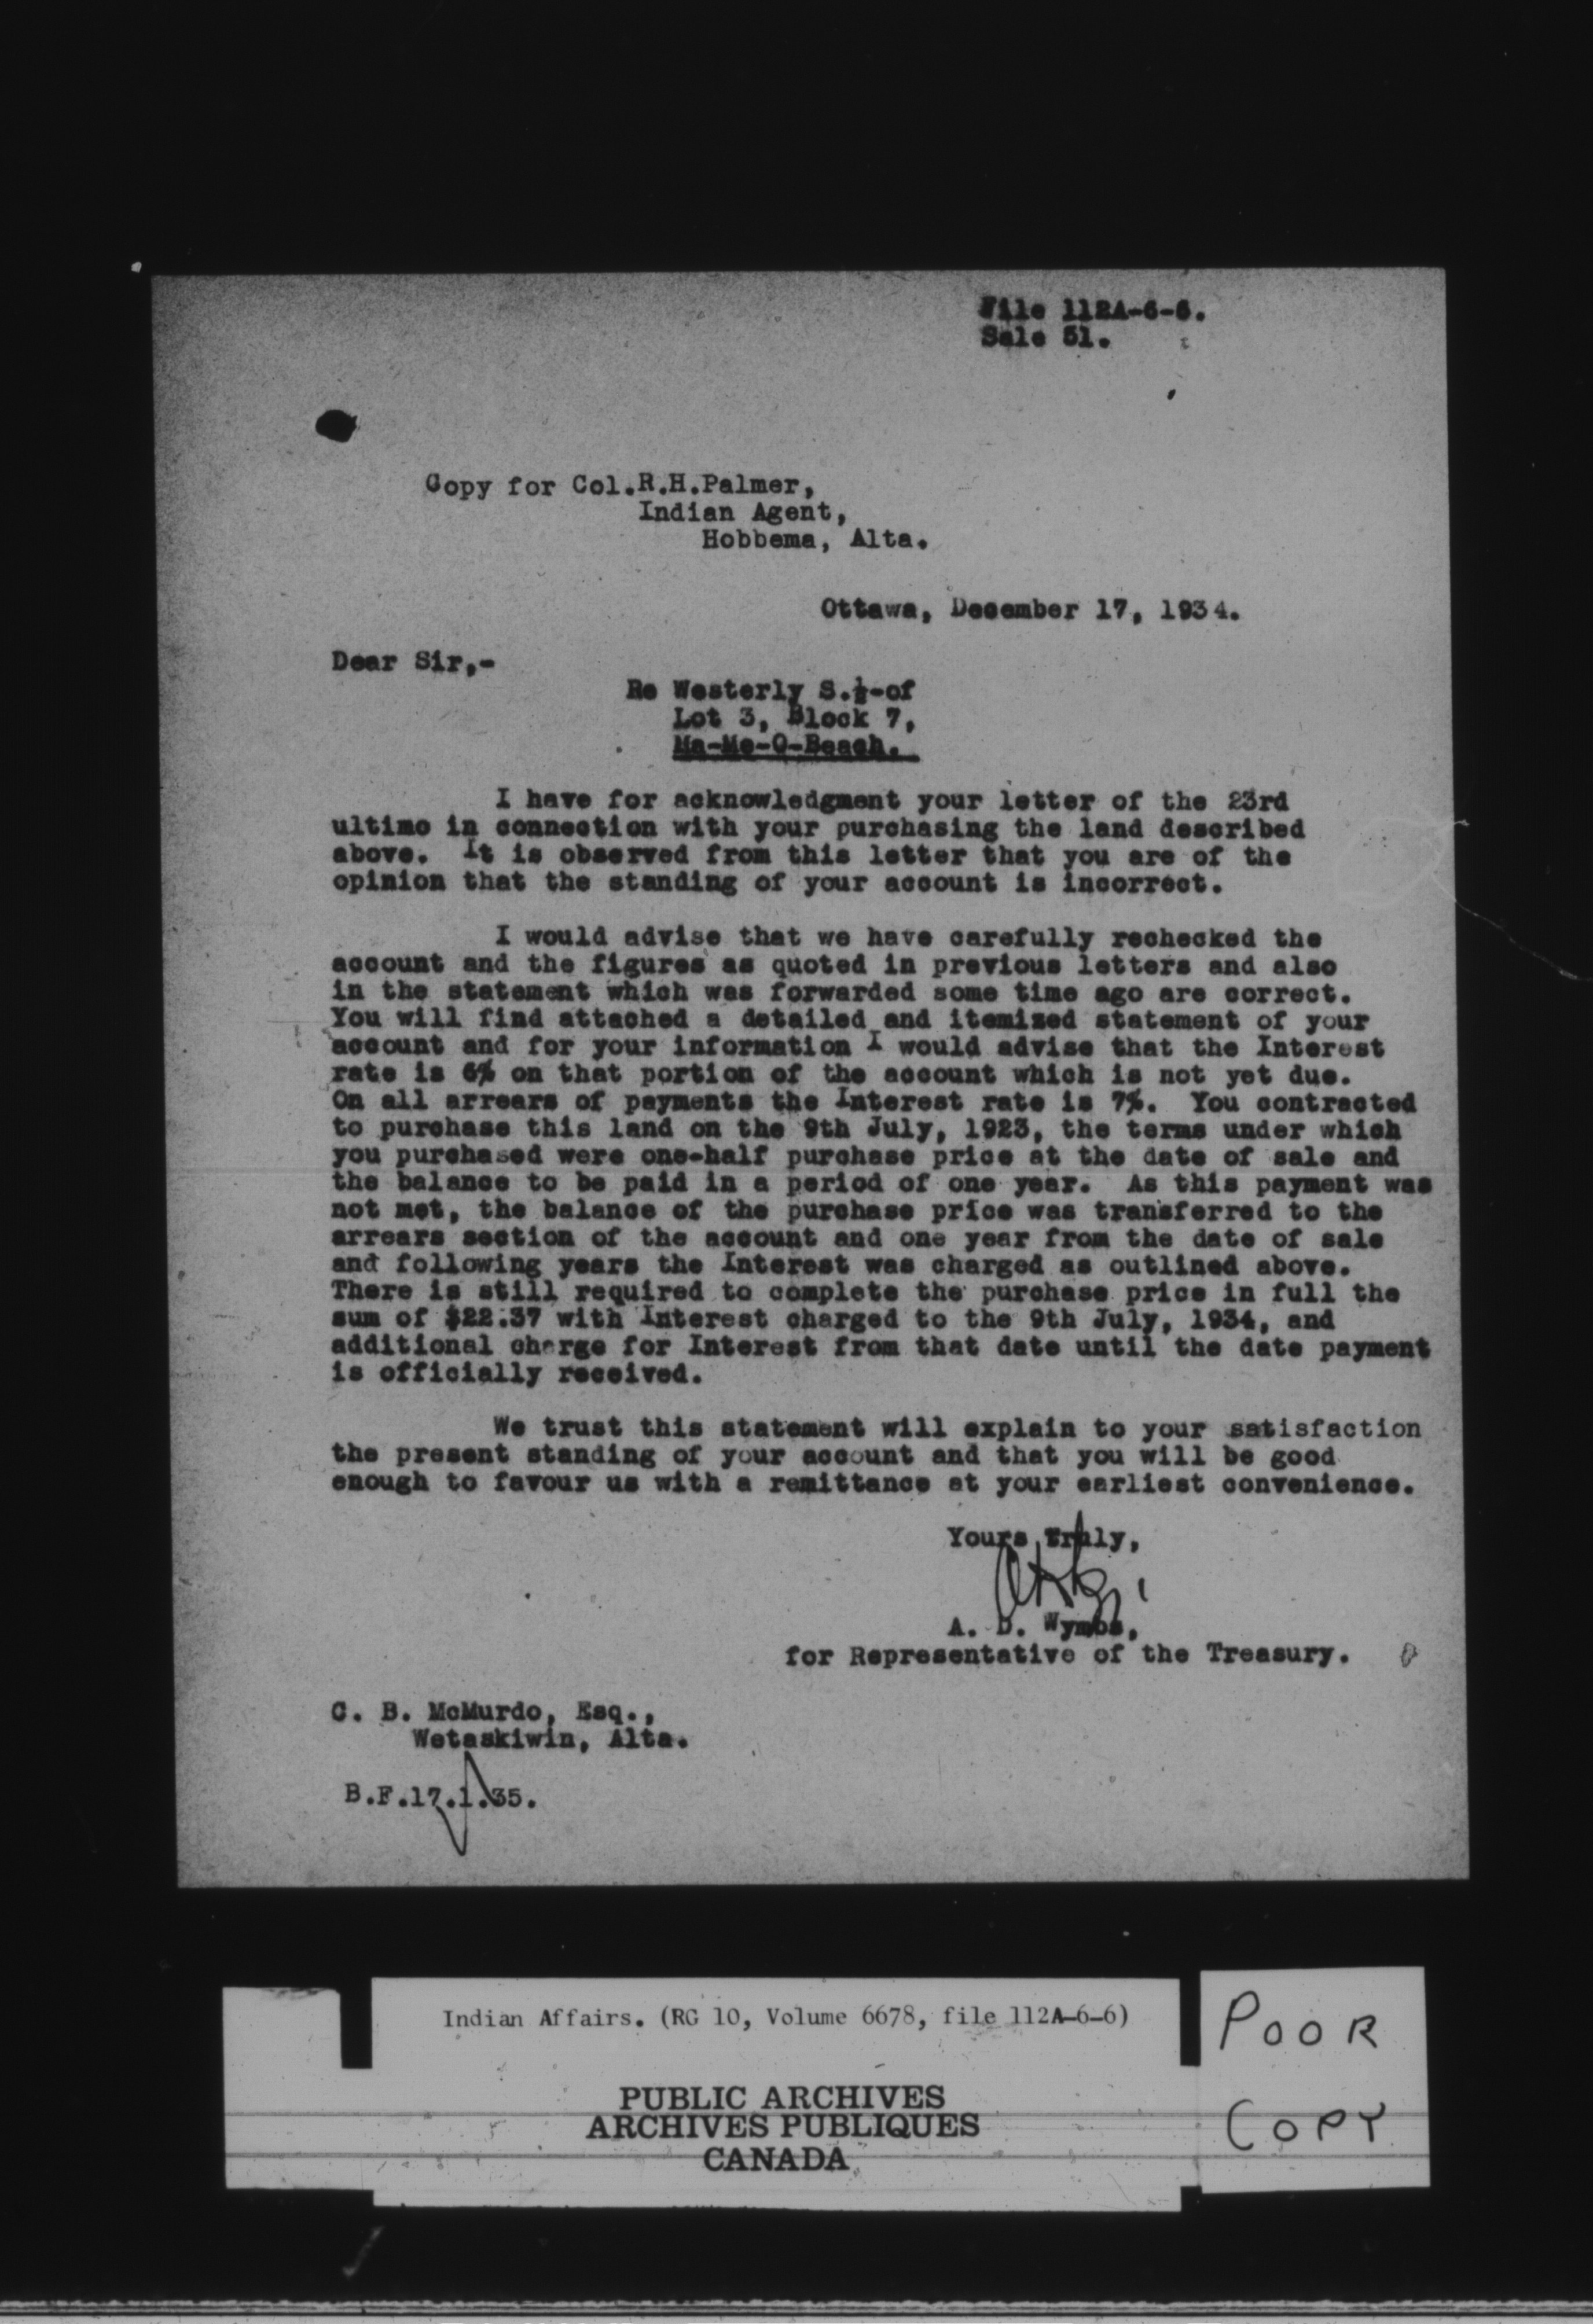 File 112A-6-6.
Sale 51.
Copy for Col.R.H.Palmer,
Indian Agent,
Hobbema, Alta.
Ottawa, December 17, 1934.
Dear Sir,-
Re Westerly S.½-of
Lot 3, Block 7,
Ma-Me-O-Beach.
I have for acknowledgment your letter of the 23rd
ultimo in connection with your purchasing the land described
above. It is observed from this letter that you are of the
opinion that the standing of your account is incorrect.
I would advise that we have carefully rechecked the
account and the figures as quoted in previous letters and also
in the statement which was forwarded some time ago are correct.
You will find attached a detailed and itemized statement of your
account and for your information I would advise that the Interest
rate is 6% on that portion of the account which is not yet due.
On all arrears of payments the Interest rate is 7%. You contracted
to purchase this land on the 9th July, 1923, the terms under which
you purchased were one-half purchase price at the date of sale and
the balance to be paid in a period of one year. As this payment was
not met, the balance of the purchase price was transferred to the
arrears section of the account and one year from the date of sale
and following years the Interest was charged as outlined above.
There is still required to complete the purchase price in full the
sum of $22.37 with Interest charged to the 9th July, 1934, and
additional charge for Interest from that date until the date payment
is officially received.
We trust this statement will explain to your satisfaction
the present standing of your account and that you will be good
enough to favour us with a remittance at your earliest convenience.
Yours truly,
A. D. Wymbs,
for Representative of the Treasury.
C. B. McMurdo, Esq.,
Wetaskiwin, Alta.
B.F.17.1.35.
Indian Affairs. (RG 10, Volume 6678, file 112A-6-6)
PUBLIC ARCHIVES
ARCHIVES PUBLIQUES
CANADA
POOR
COPY